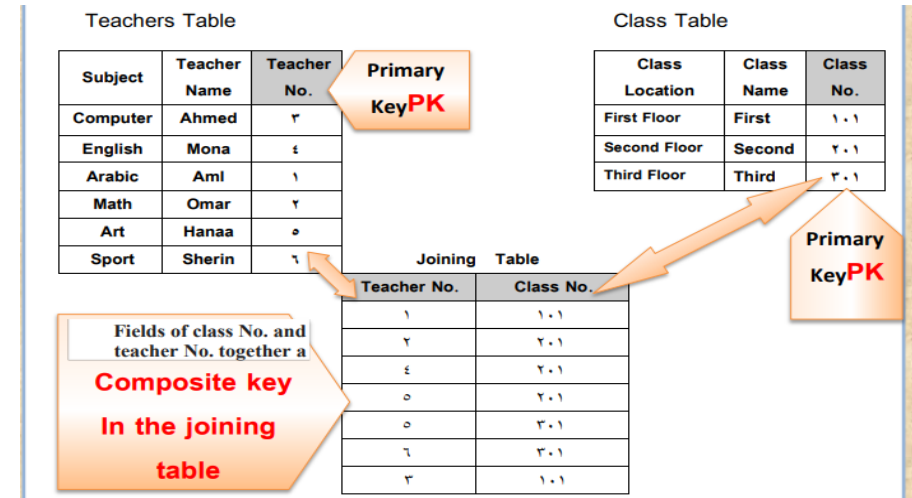 Teachers Table
Subject Teacher Name Teacher No.
Computer Ahmed ٣
English Mona ٤
Arabic Aml ١
Math Omar ٢
Art Hanaa ٥
Sport Sherin ٦
Primary
KeyPK
Class Table
Class Location Class Name Class No.
First Floor First ١٠١
Second Floor Second ٢٠١
Third Floor Third ٣٠١
Primary
KeyPK
Joining Table
Teacher No. Class No.
١ ١٠١
٢ ٢٠١
٤ ٢٠١
٥ ٢٠١
٥ ٣٠١
٦ ٣٠١
٣ ١٠١
Fields of class No. and
teacher No. together a
Composite key
In the joining
table